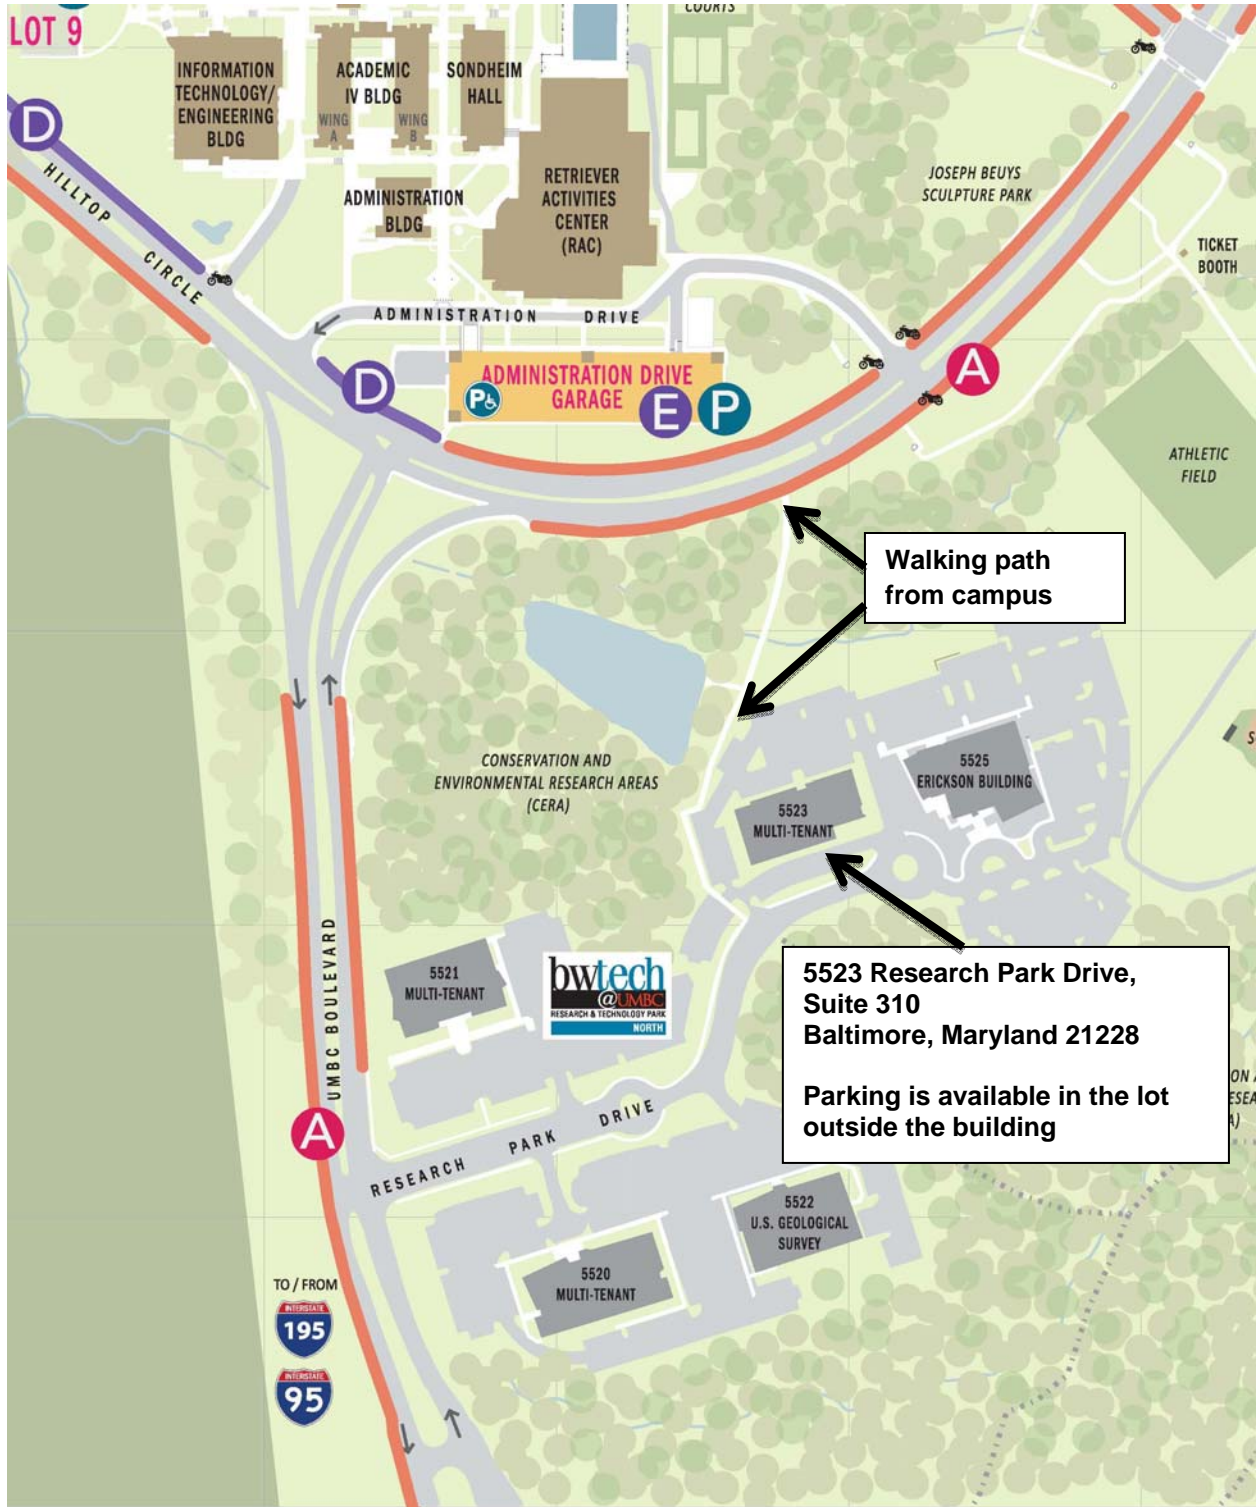 COURTS
LOT 9
INFORMATION
TECHNOLOGY/
ENGINEERING
BLDG
ACADEMIC
IV BLDG
WING
A
WING
B
SONDHEIM
HALL
D
HILLTOP CIRCLE
ADMINISTRATION
BLDG
RETRIEVER
ACTIVITIES
CENTER
(RAC)
JOSEPH BEUYS
SCULPTURE PARK
TICKET
BOOTH
ADMINISTRATION DRIVE
D
ADMINISTRATION DRIVE
GARAGE
P
E
P
A
ATHLETIC
FIELD
Walking path
from campus
CONSERVATION AND
ENVIRONMENTAL RESEARCH AREAS
(CERA)
5525
ERICKSON BUILDING
5523
MULTI-TENANT
UMBC BOULEVARD
5521
MULTI-TENANT
bwtech
@UMBC
RESEARCH & TECHNOLOGY PARK
NORTH
5523 Research Park Drive,
Suite 310
Baltimore, Maryland 21228
Parking is available in the lot
outside the building
A
RESEARCH PARK DRIVE
5522
U.S. GEOLOGICAL
SURVEY
5520
MULTI-TENANT
TO / FROM
INTERSTATE
195
INTERSTATE
95